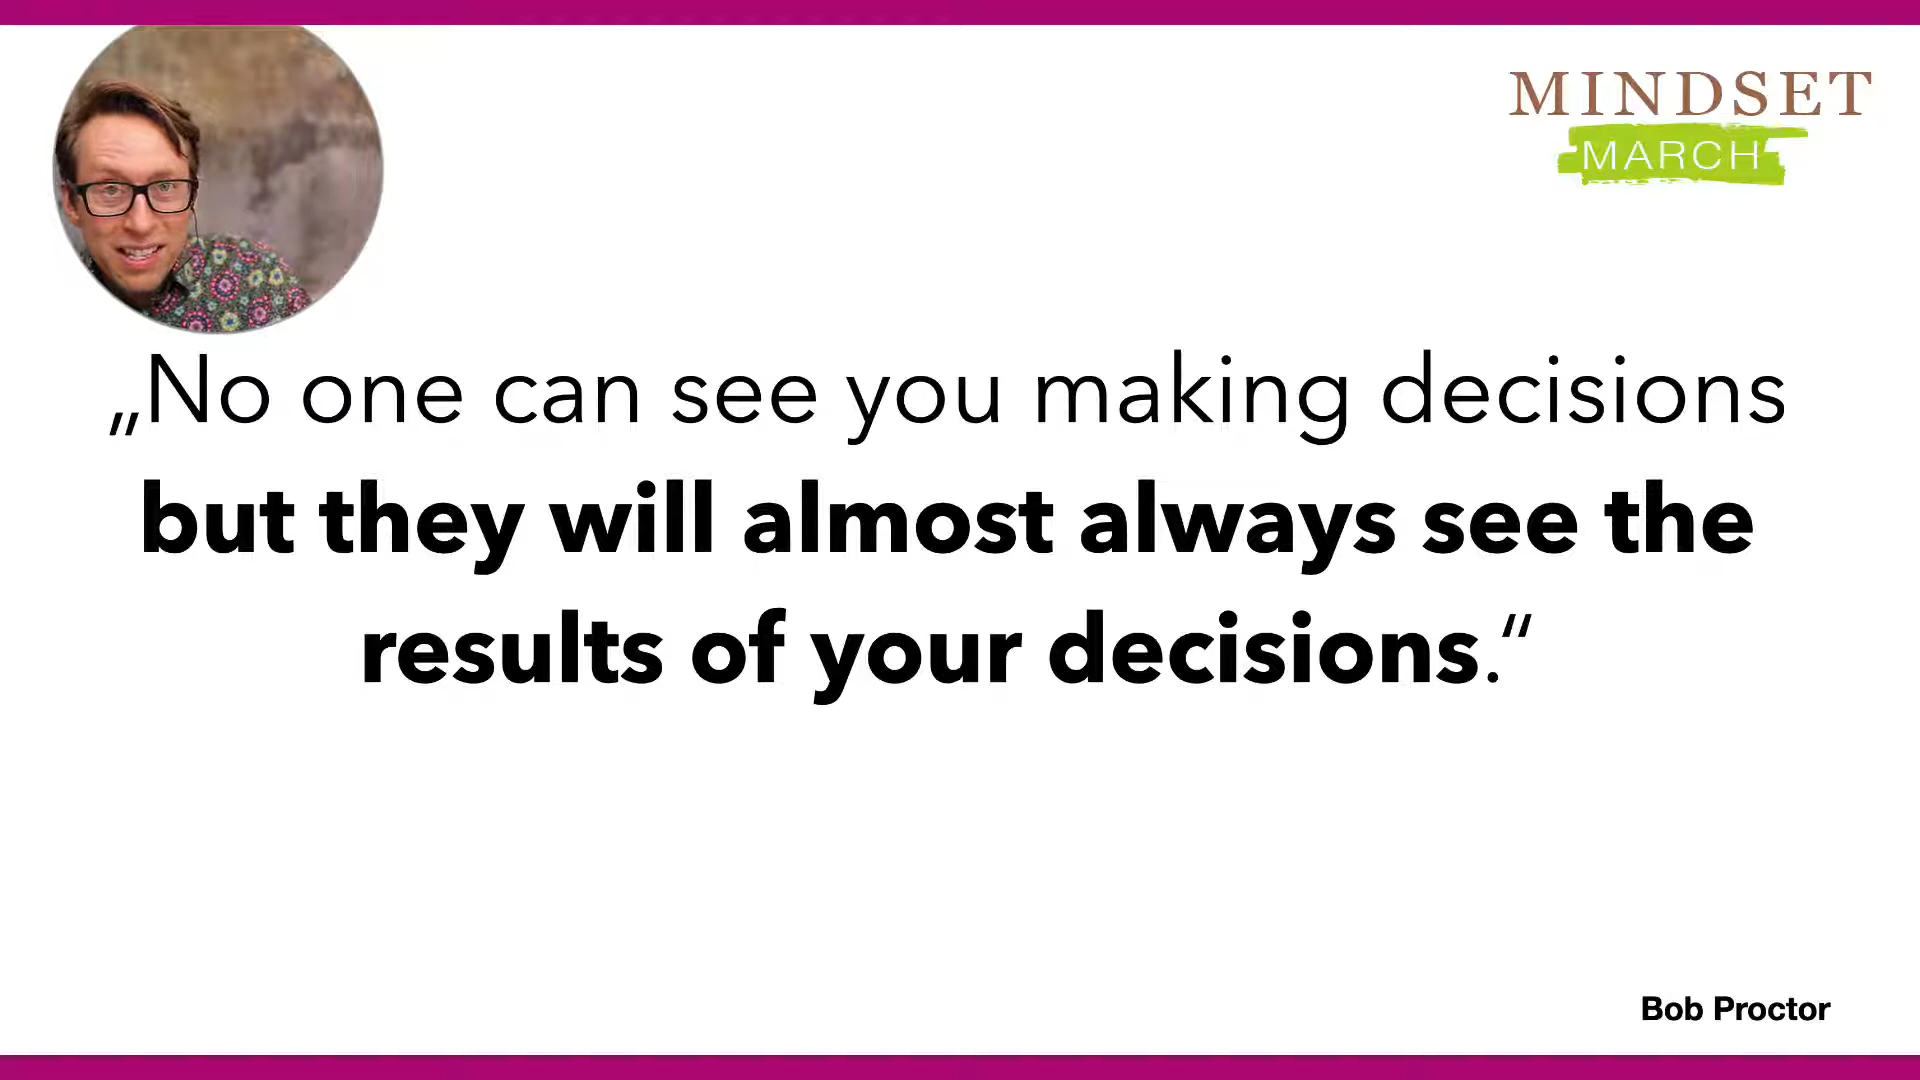 MINDSET
MARCH
„No one can see you making decisions
but they will almost always see the
results of your decisions.“
Bob Proctor